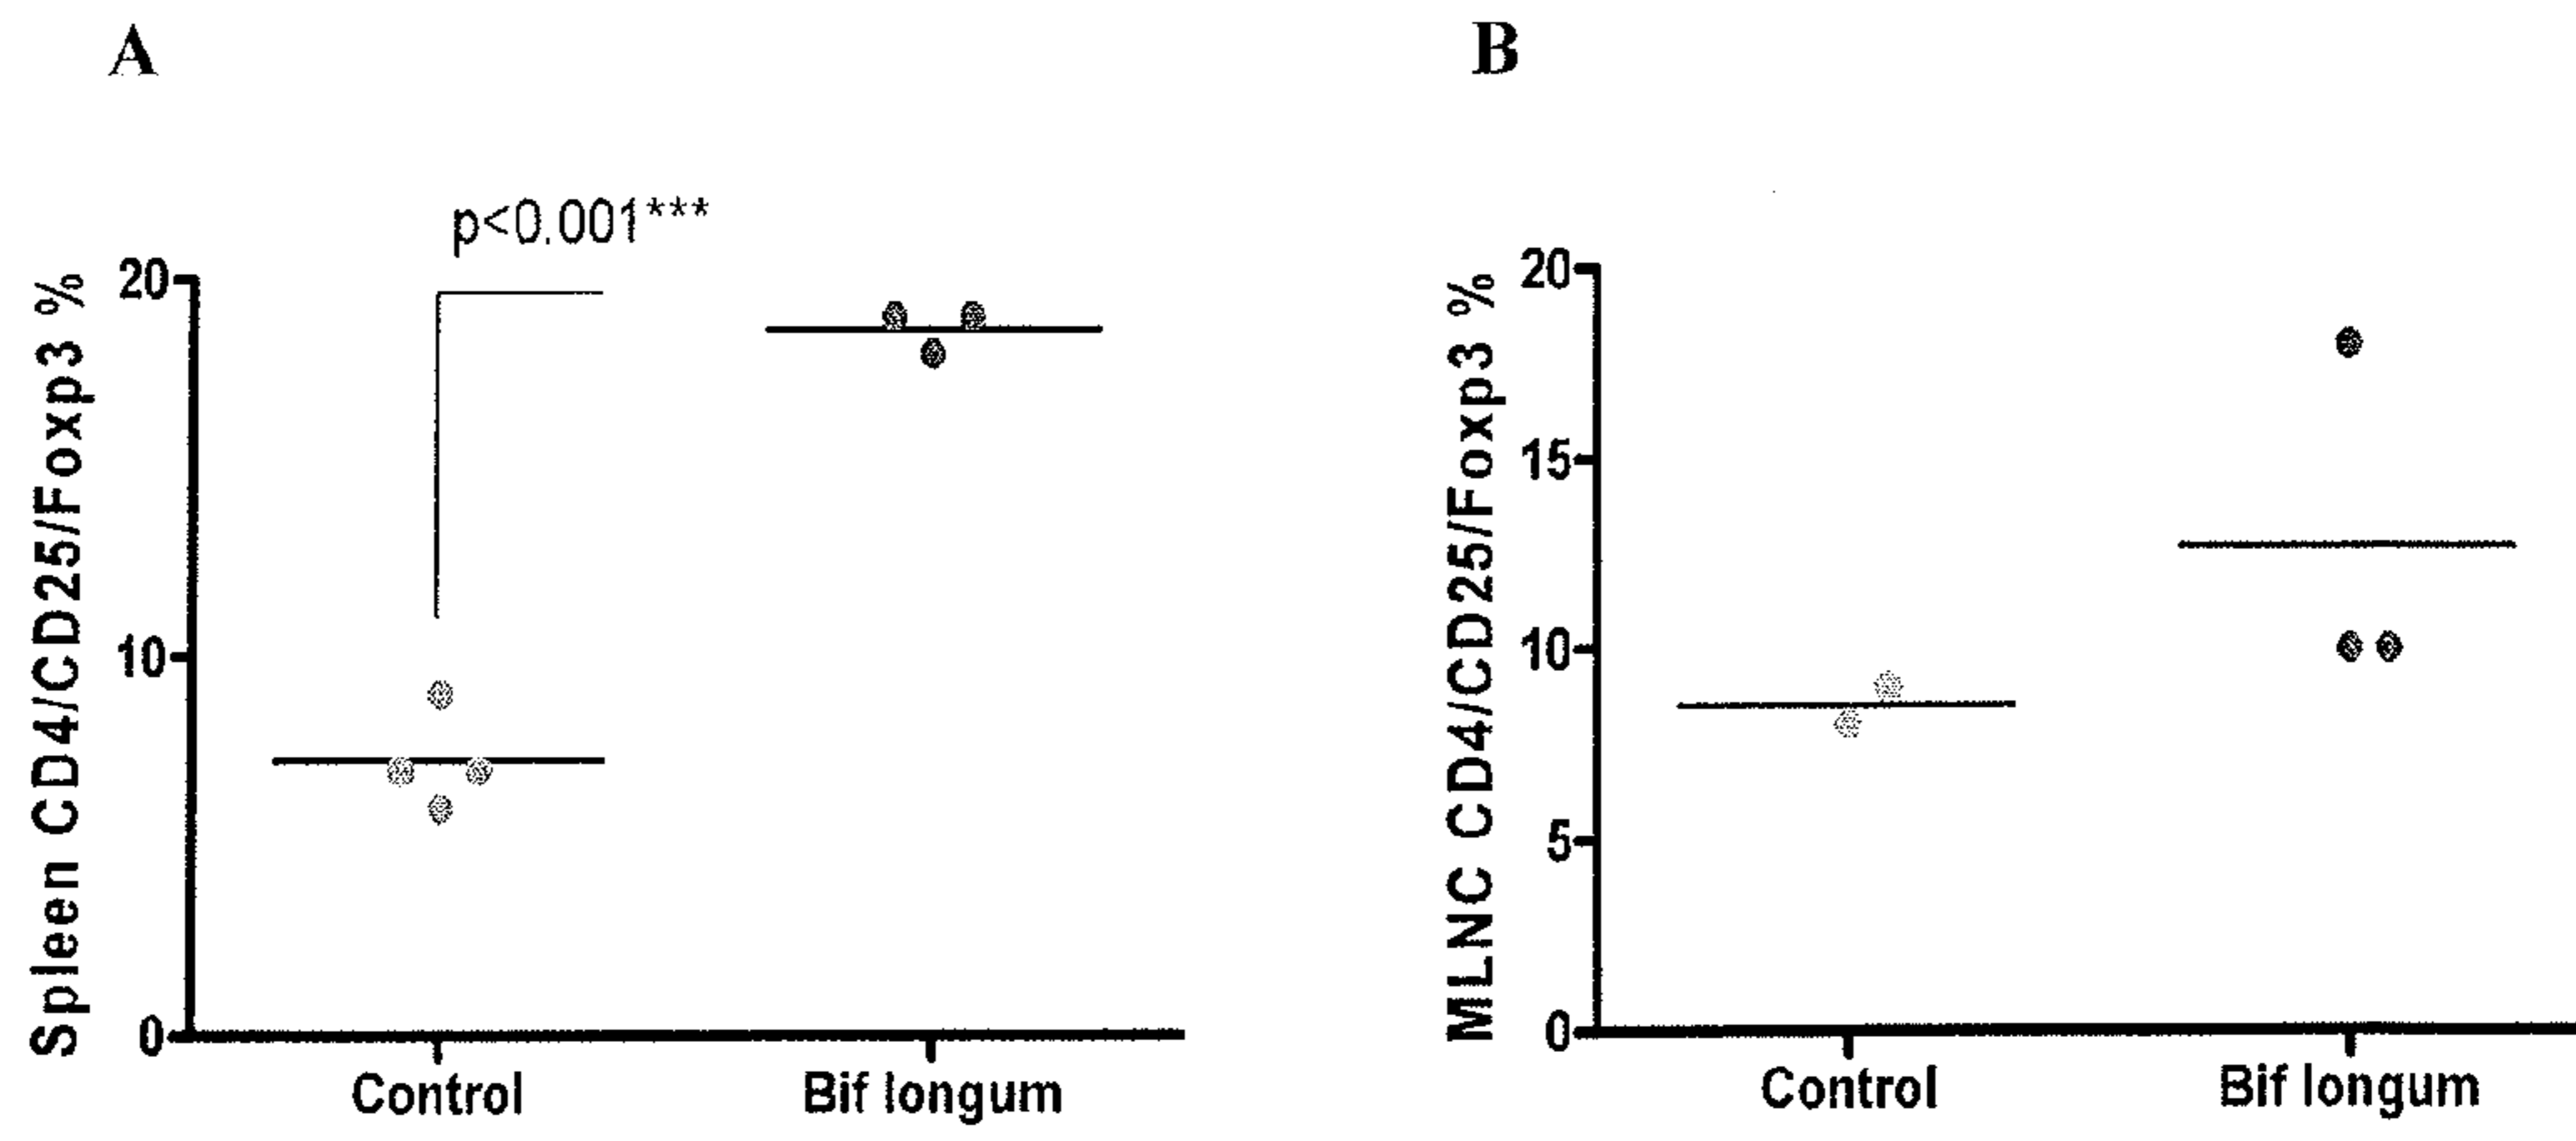 A
B
p<0.001***
Spleen CD4/CD25/Foxp3 %
20
10
0
Control
Bif longum
MLNC CD4/CD25/Foxp3 %
20
15
10
5
0
Control
Bif longum